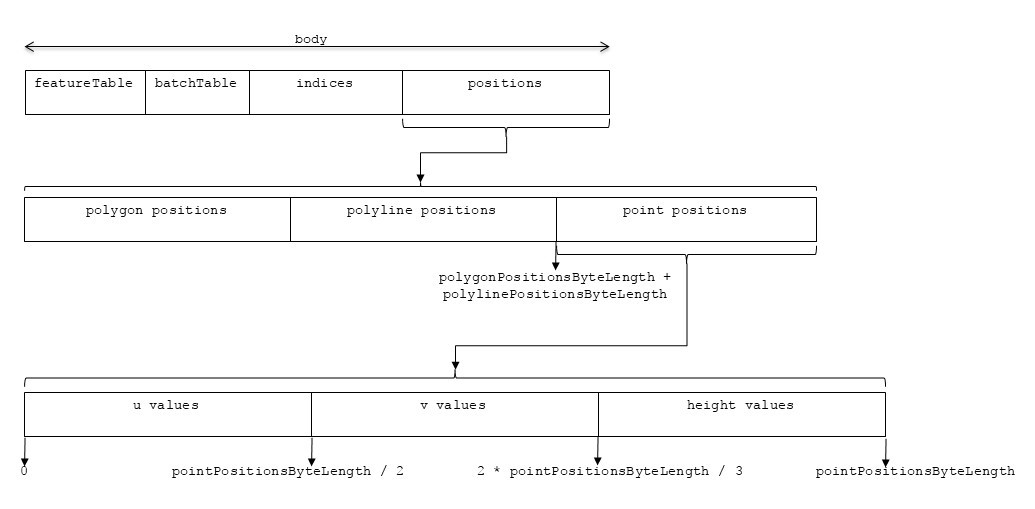 body
featureTable batchTable indices positions
polygon positions polyline positions point positions
polygonPositionsByteLength +
polylinePositionsByteLength
u values v values height values
0 pointPositionsByteLength / 2 2 * pointPositionsByteLength / 3 pointPositionsByteLength